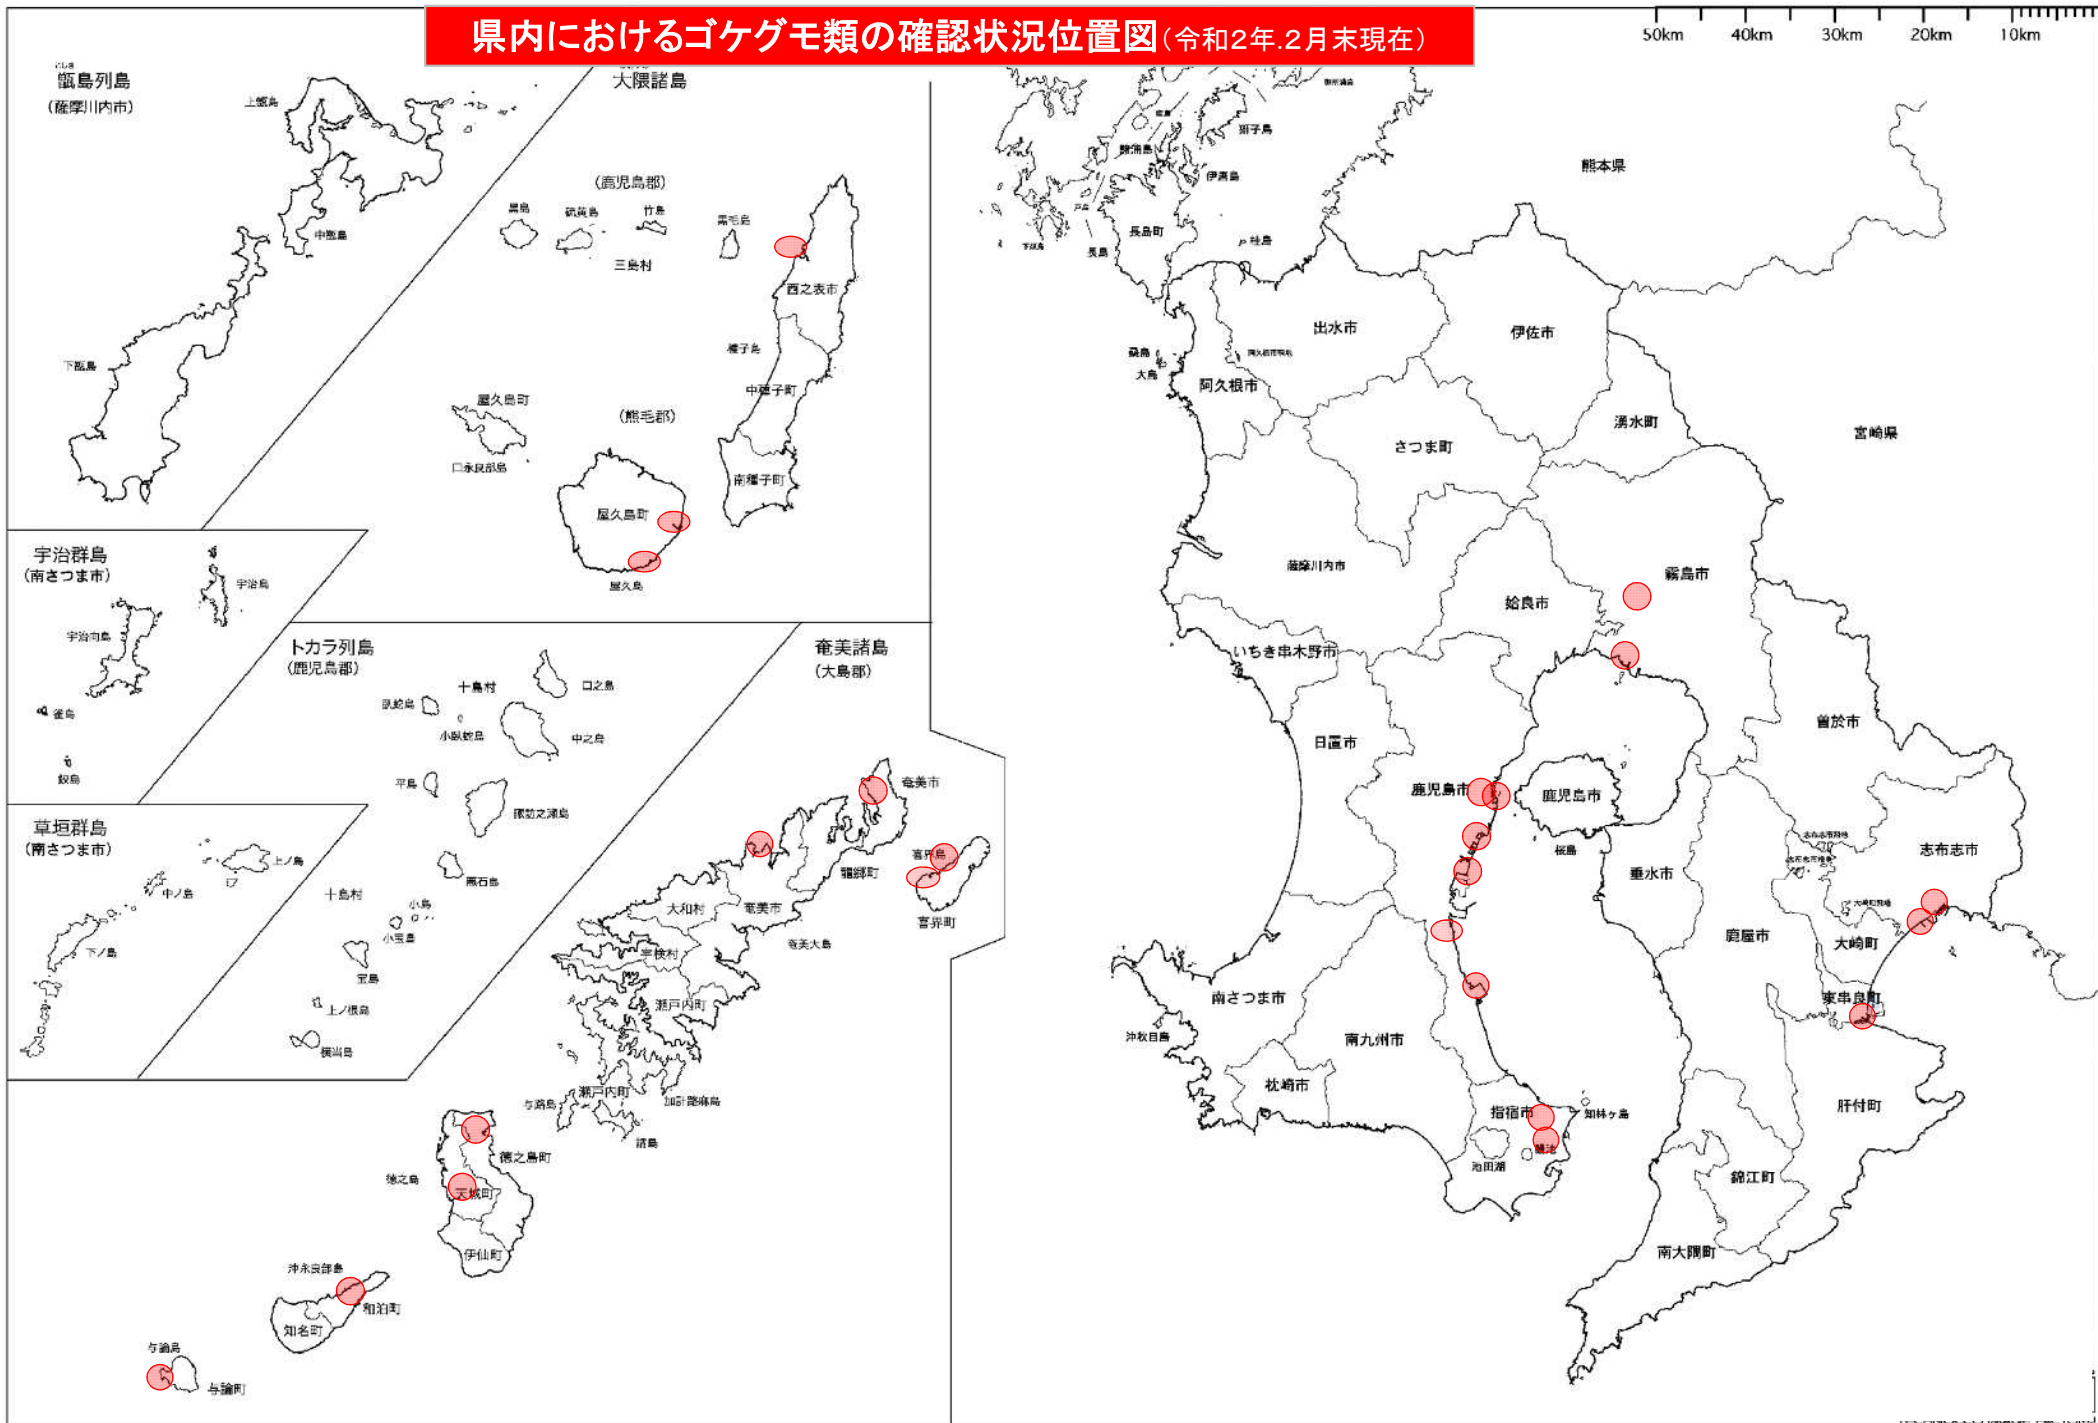 県内におけるゴケグモ類の確認状況位置図(令和2年.2月末現在)
50km 40km 30km 20km 10km
甑島列島
(薩摩川内市)
上甑島
中甑島
下甑島
大隈諸島
(鹿児島郡)
黒島
硫黄島
竹島
三島村
西之表市
種子島
中種子町
南種子町
屋久島町
口永良部島
(熊毛郡)
屋久島町
屋久島
宇治群島
(南さつま市)
宇治島
宇治向島
雀島
鮫島
草垣群島
(南さつま市)
上ノ島
中ノ島
下ノ島
トカラ列島
(鹿児島郡)
十島村
口之島
臥蛇島
小臥蛇島
中之島
平島
諏訪之瀬島
十島村
小島
小宝島
宝島
上ノ根島
横当島
奄美諸島
(大島郡)
奄美市
喜界島
喜界町
龍郷町
大和村
奄美市
奄美大島
宇検村
瀬戸内町
瀬戸内町
与路島
請島
徳之島町
徳之島
天城町
伊仙町
沖永良部島
和泊町
知名町
与論島
与論町
熊本県
獅子島
伊唐島
長島町
長島
桂島
出水市
伊佐市
桑島
大島
阿久根市
湧水町
宮崎県
さつま町
薩摩川内市
霧島市
姶良市
いちき串木野市
日置市
曽於市
鹿児島市
鹿児島市
桜島
垂水市
志布志市
鹿屋市
大崎町
東串良町
南さつま市
沖秋目島
南九州市
枕崎市
指宿市
知林ヶ島
池田湖
肝付町
錦江町
南大隅町